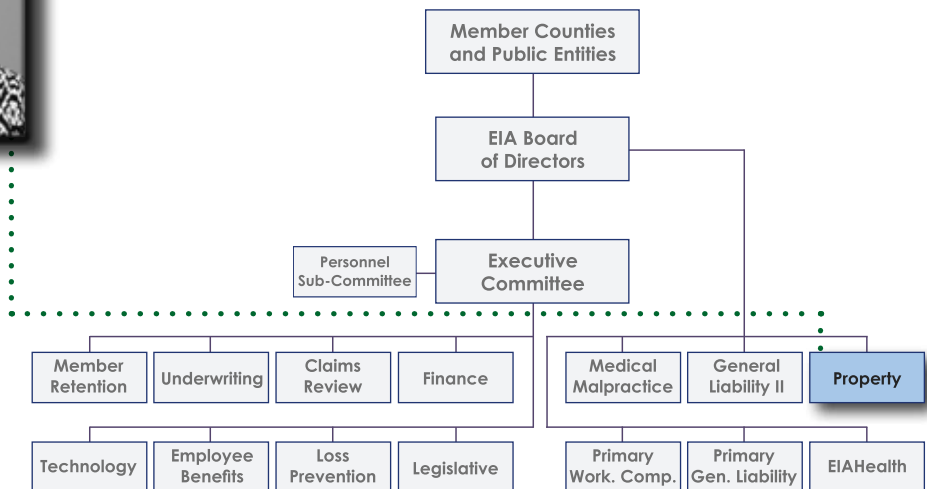 Member Counties
and Public Entities
EIA Board
of Directors
Executive
Committee
Personnel
Sub-Committee
Member
Retention
Underwriting
Claims
Review
Finance
Medical
Malpractice
General
Liability II
Property
Technology
Employee
Benefits
Loss
Prevention
Legislative
Primary
Work. Comp.
Primary
Gen. Liability
EIAHealth